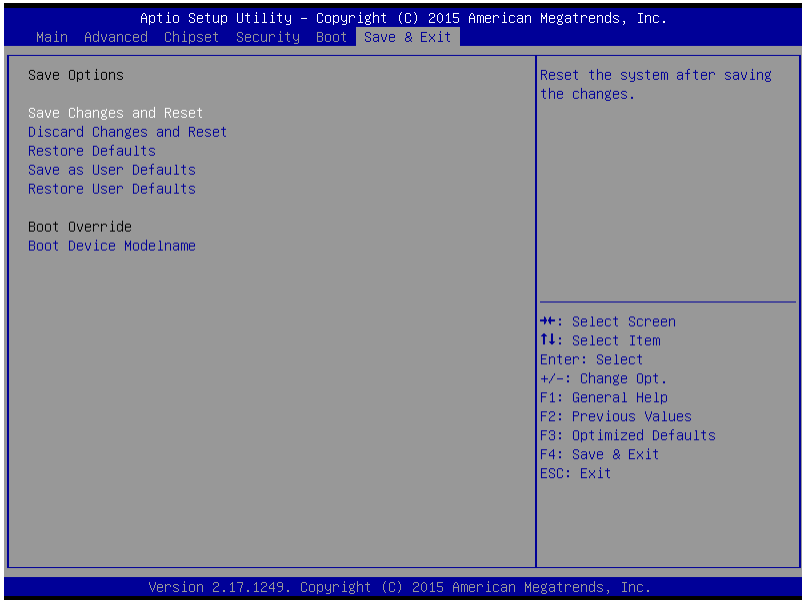 Aptio Setup Utility – Copyright (C) 2015 American Megatrends, Inc.
Main Advanced Chipset Security Boot Save & Exit
Save Options
Save Changes and Reset
Discard Changes and Reset
Restore Defaults
Save as User Defaults
Restore User Defaults
Boot Override
Boot Device Modelname
Reset the system after saving
the changes.
→←: Select Screen
↑↓: Select Item
Enter: Select
+/-: Change Opt.
F1: General Help
F2: Previous Values
F3: Optimized Defaults
F4: Save & Exit
ESC: Exit
Version 2.17.1249. Copyright (C) 2015 American Megatrends, Inc.